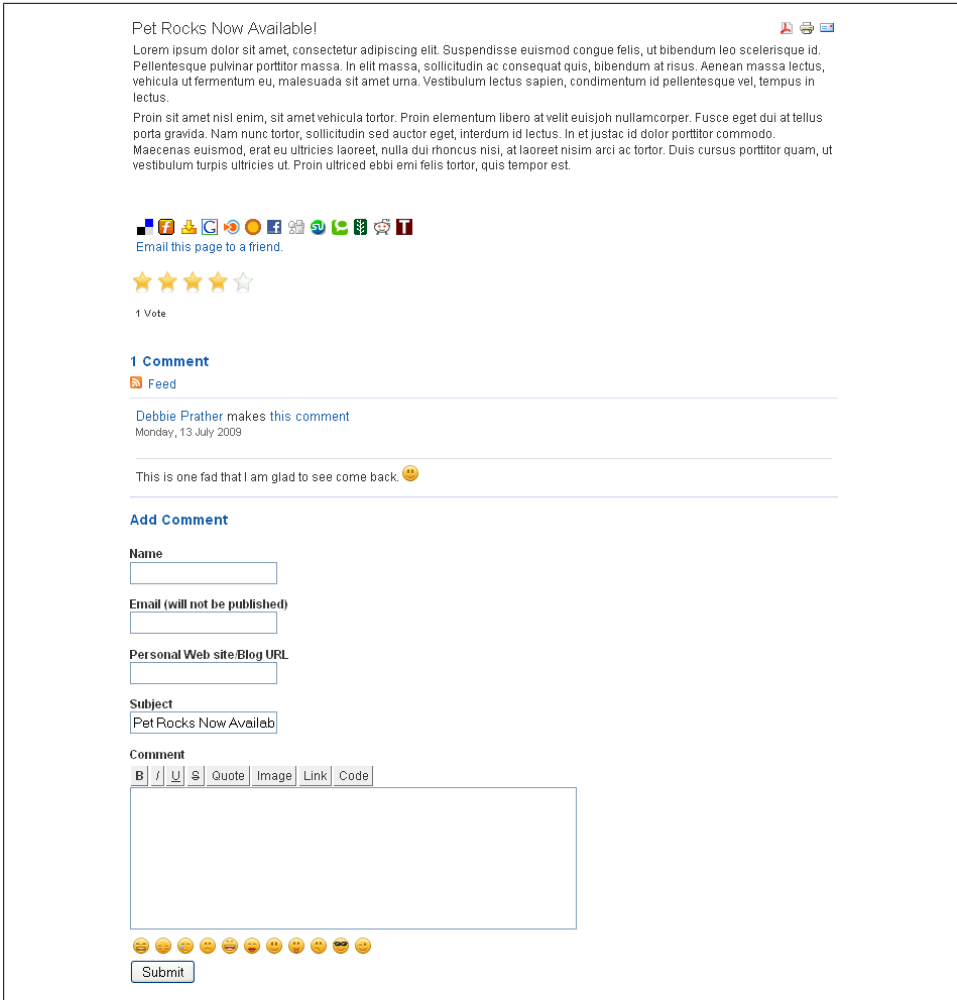 Pet Rocks Now Available!
Lorem ipsum dolor sit amet, consectetur adipiscing elit. Suspendisse euismod congue felis, ut bibendum leo scelerisque id.
Pellentesque pulvinar porttitor massa. In elit massa, sollicitudin ac consequat quis, bibendum at risus. Aenean massa lectus,
vehicula ut fermentum eu, malesuada sit amet urna. Vestibulum lectus sapien, condimentum id pellentesque vel, tempus in
lectus.
Proin sit amet nisl enim, sit amet vehicula tortor. Proin elementum libero at velit euisjoh nullamcorper. Fusce eget dui at tellus
porta gravida. Nam nunc tortor, sollicitudin sed auctor eget, interdum id lectus. In et justac id dolor porttitor commodo.
Maecenas euismod, erat eu ultricies laoreet, nulla dui rhoncus nisi, at laoreet nisim arci ac tortor. Duis cursus porttitor quam, ut
vestibulum turpis ultricies ut. Proin ultriced ebbi emi felis tortor, quis tempor est.
Email this page to a friend.
1 Vote
1 Comment
Feed
Debbie Prather makes this comment
Monday, 13 July 2009
This is one fad that I am glad to see come back.
Add Comment
Name
Email (will not be published)
Personal Web site/Blog URL
Subject
Pet Rocks Now Availab
Comment
B I U S Quote Image Link Code
Submit